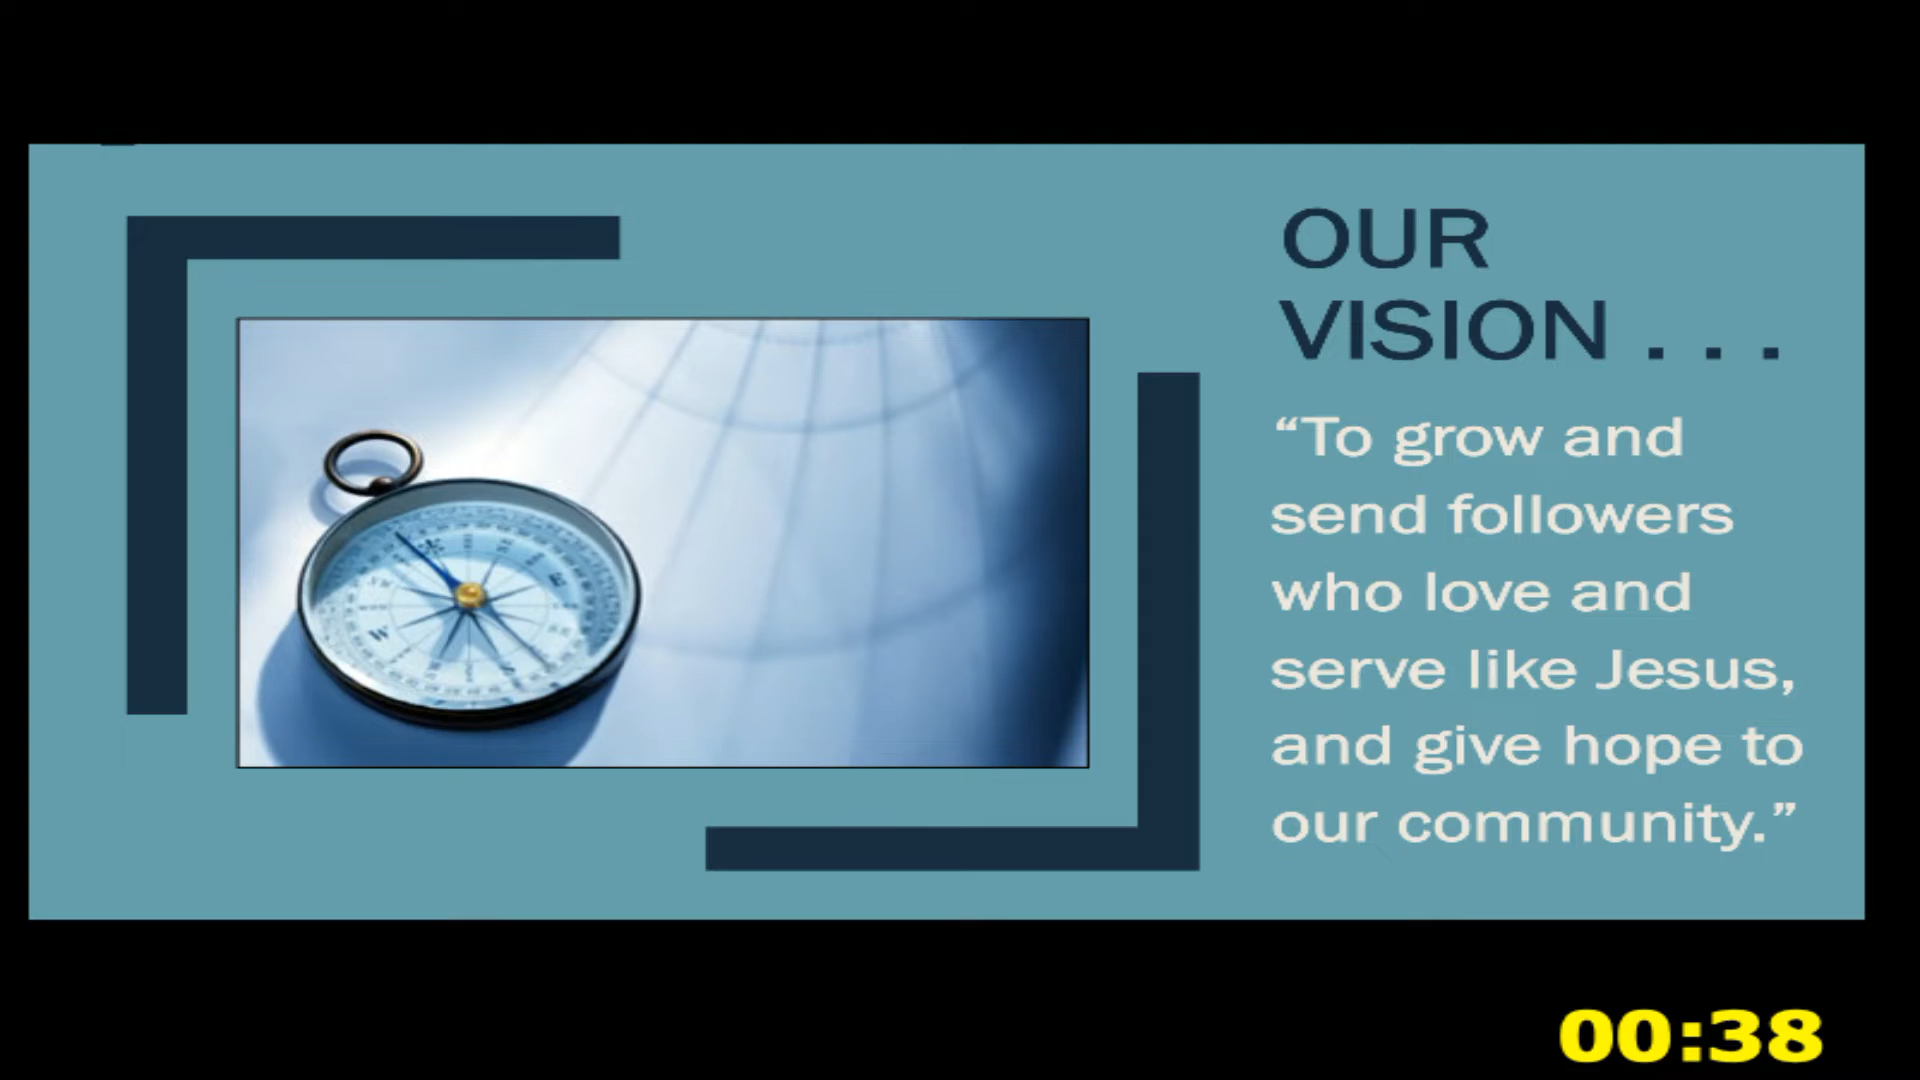 OUR
VISION . . .
“To grow and
send followers
who love and
serve like Jesus,
and give hope to
our community.”
W
S
00:38